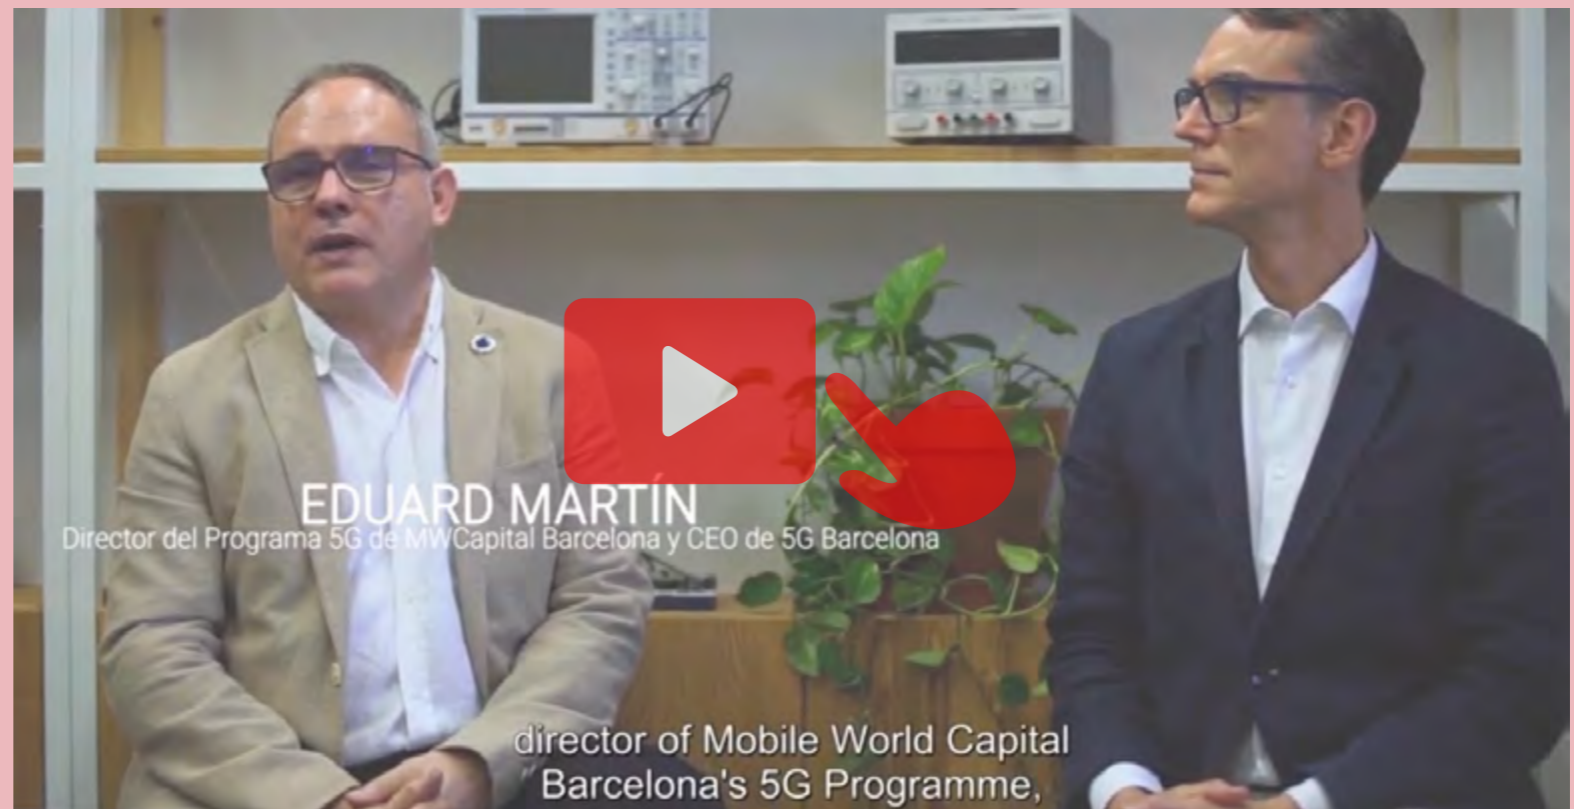 EDUARD MARTÍN
Director del Programa 5G de MWCapital Barcelona y CEO de 5G Barcelona
director of Mobile World Capital
Barcelona's 5G Programme,